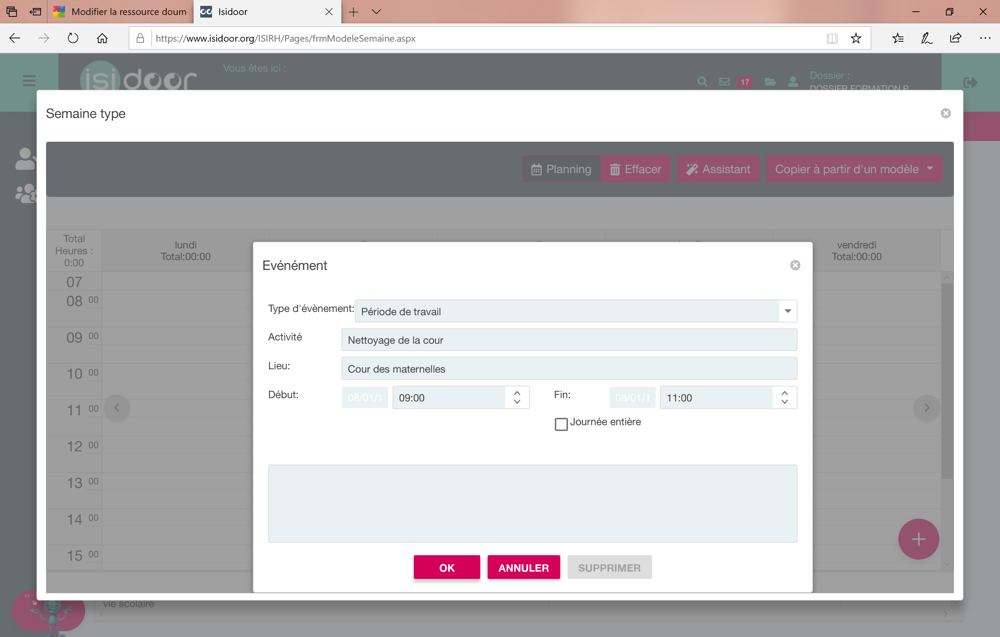 Modifier la ressource doum
Isidoor
https://www.isidoor.org/ISIRH/Pages/frmModeleSemaine.aspx
isidoor
Vous êtes ici :
17
Dossier :
DOSSIER FORMATION P
Semaine type
Planning
Effacer
Assistant
Copier à partir d'un modèle
Total
Heures :
0:00
lundi
Total:00:00
vendredi
Total:00:00
07
08 00
09 00
10 00
11 00
12 00
13 00
14 00
15 00
Evénément
Type d'évènement: Période de travail
Activité Nettoyage de la cour
Lieu: Cour des maternelles
Début: 08/01/1 09:00 Fin: 08/01/1 11:00
Journée entière
OK ANNULER SUPPRIMER
cv
vie scolaire